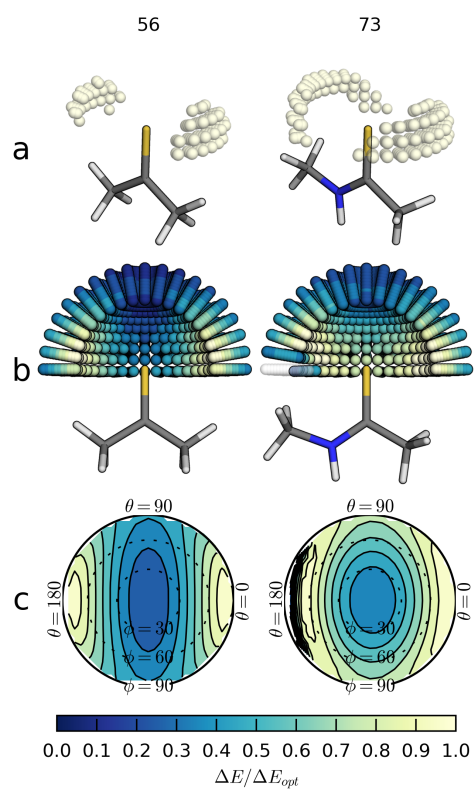 56 73
a
b
θ = 90 θ = 90
c
θ = 180 θ = 0 θ = 180 θ = 0
ϕ = 30 ϕ = 30
ϕ = 60 ϕ = 60
ϕ = 90 ϕ = 90
0.0 0.1 0.2 0.3 0.4 0.5 0.6 0.7 0.8 0.9 1.0
ΔE/ΔE_opt